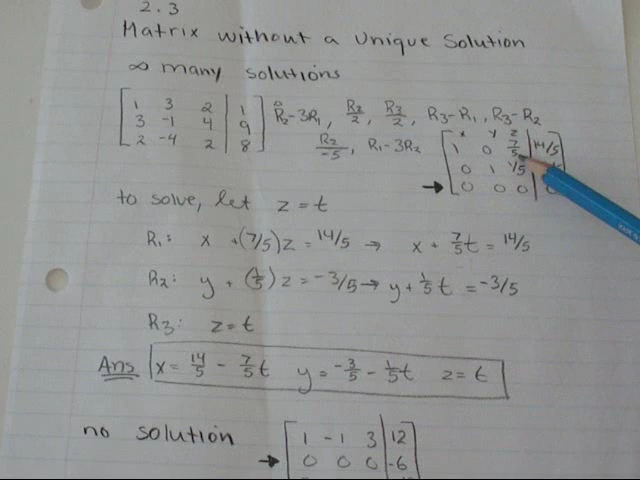 2.3
Matrix without a Unique Solution
∞ many solutions
[ 1 3 2 | 1 ] R2-3R1, R2/2, R3/2, R3-R1, R3-R2
3 -1 4 | 9
2 -4 2 | 8 R2/-5, R1-3R2
x y z
1 0 7/5 | 14/5
0 1 1/5
→ 0 0 0
to solve, let z = t
R1: x + (7/5)z = 14/5 → x + 7/5t = 14/5
R2: y + (1/5)z = -3/5 → y + 1/5t = -3/5
R3: z = t
Ans x = 14/5 - 7/5t y = -3/5 - 1/5t z = t
no solution
1 -1 3 | 12
→ 0 0 0 | -6